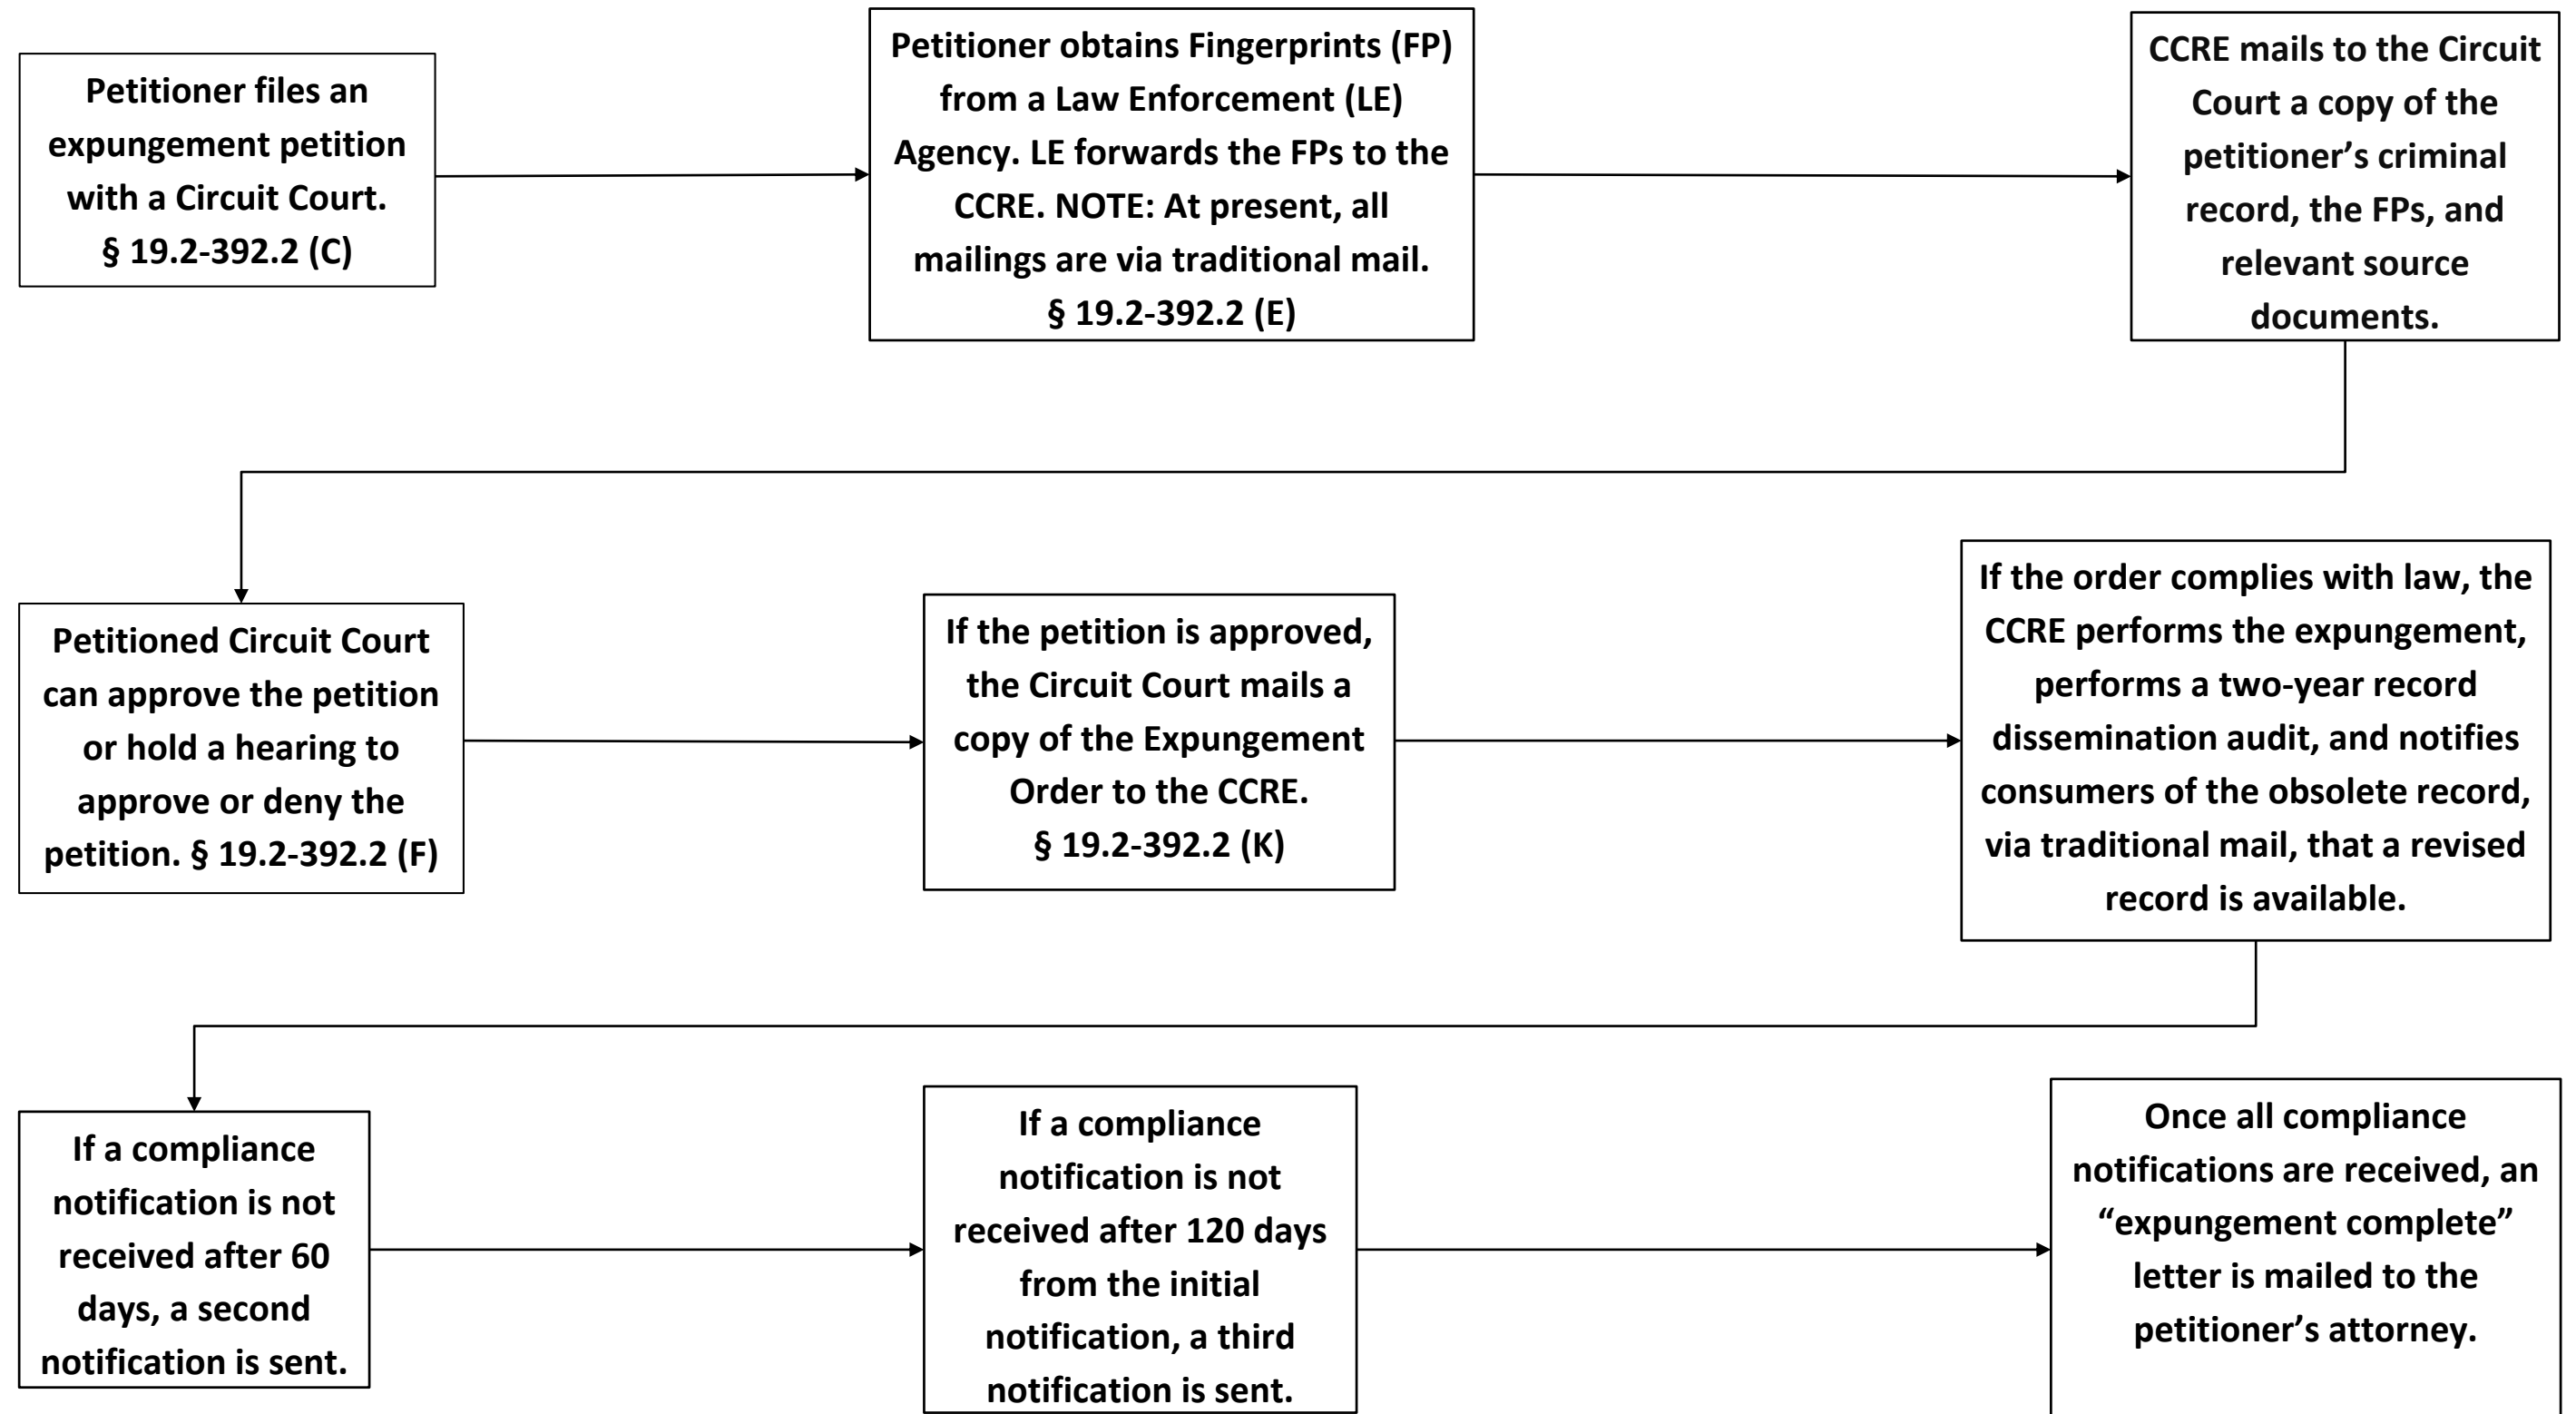 Petitioner files an
expungement petition
with a Circuit Court.
§ 19.2-392.2 (C)
Petitioner obtains Fingerprints (FP)
from a Law Enforcement (LE)
Agency. LE forwards the FPs to the
CCRE. NOTE: At present, all
mailings are via traditional mail.
§ 19.2-392.2 (E)
CCRE mails to the Circuit
Court a copy of the
petitioner’s criminal
record, the FPs, and
relevant source
documents.
Petitioned Circuit Court
can approve the petition
or hold a hearing to
approve or deny the
petition. § 19.2-392.2 (F)
If the petition is approved,
the Circuit Court mails a
copy of the Expungement
Order to the CCRE.
§ 19.2-392.2 (K)
If the order complies with law, the
CCRE performs the expungement,
performs a two-year record
dissemination audit, and notifies
consumers of the obsolete record,
via traditional mail, that a revised
record is available.
If a compliance
notification is not
received after 60
days, a second
notification is sent.
If a compliance
notification is not
received after 120 days
from the initial
notification, a third
notification is sent.
Once all compliance
notifications are received, an
“expungement complete”
letter is mailed to the
petitioner’s attorney.